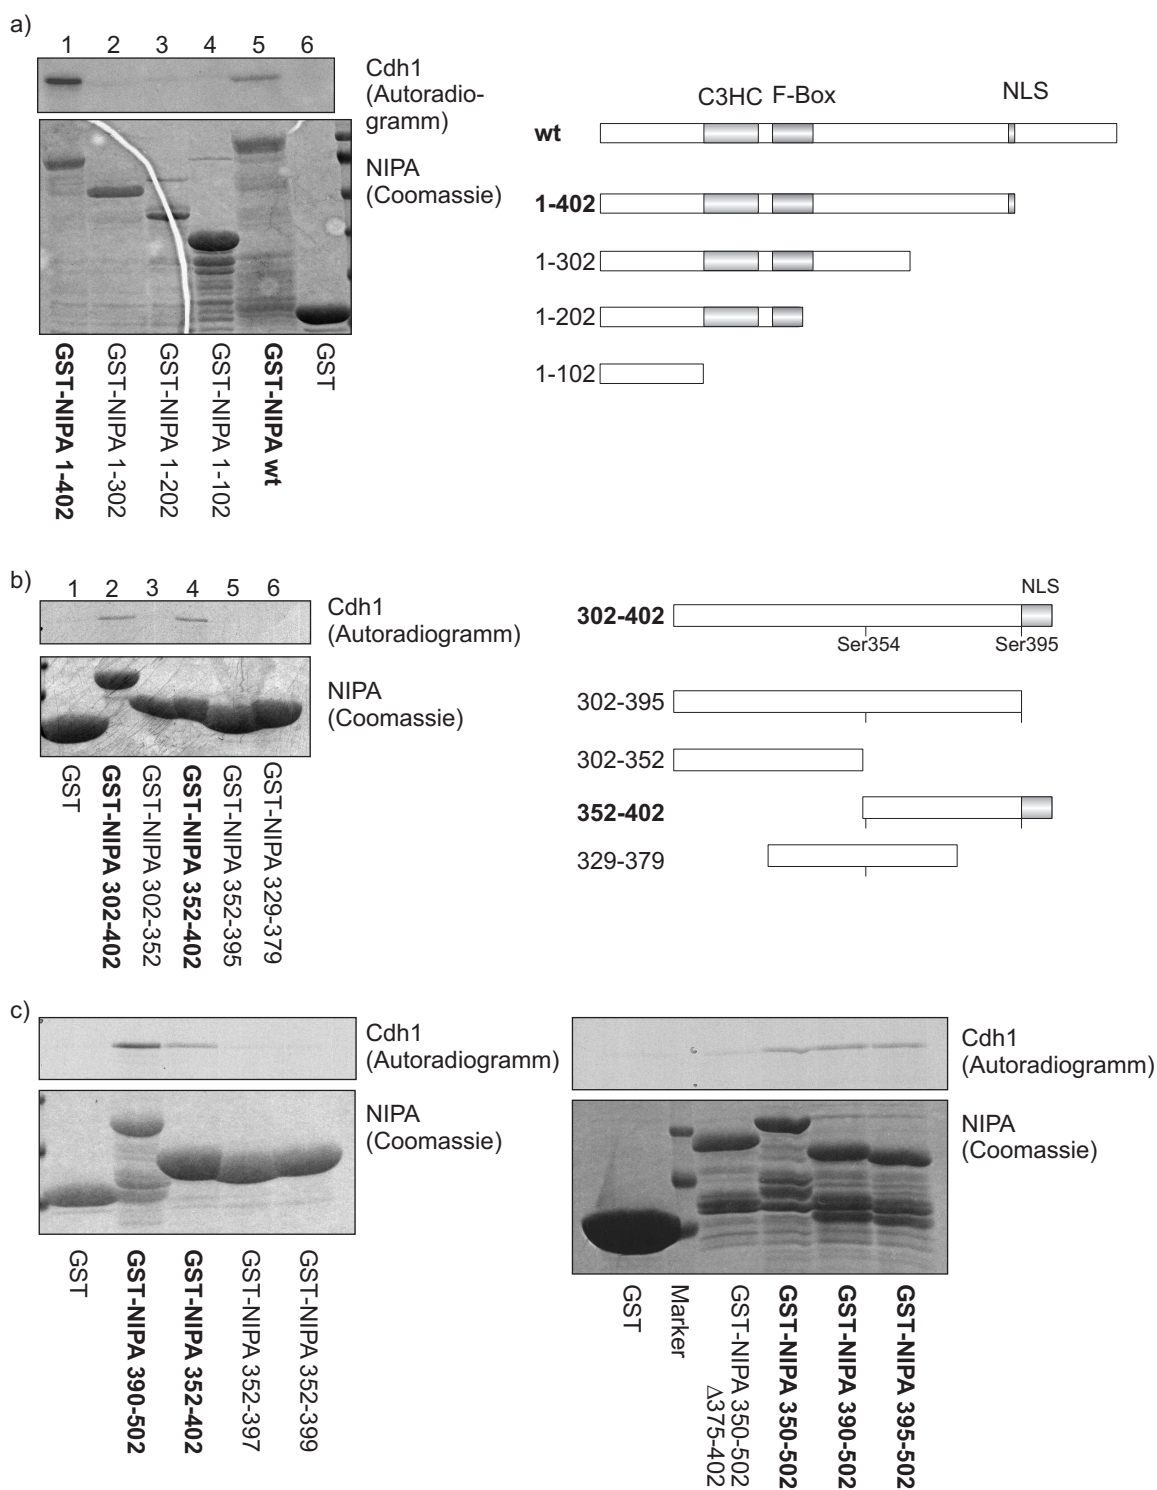 a)
1 2 3 4 5 6
Cdh1
(Autoradio-
gramm)
NIPA
(Coomassie)
GST-NIPA 1-402
GST-NIPA 1-302
GST-NIPA 1-202
GST-NIPA 1-102
GST-NIPA wt
GST
C3HC F-Box NLS
wt
1-402
1-302
1-202
1-102
b)
1 2 3 4 5 6
Cdh1
(Autoradiogramm)
NIPA
(Coomassie)
GST
GST-NIPA 302-402
GST-NIPA 302-352
GST-NIPA 352-402
GST-NIPA 352-395
GST-NIPA 329-379
NLS
302-402
Ser354 Ser395
302-395
302-352
352-402
329-379
c)
Cdh1
(Autoradiogramm)
NIPA
(Coomassie)
GST
GST-NIPA 390-502
GST-NIPA 352-402
GST-NIPA 352-397
GST-NIPA 352-399
Cdh1
(Autoradiogramm)
NIPA
(Coomassie)
GST
Marker
GST-NIPA 350-502
Δ375-402
GST-NIPA 350-502
GST-NIPA 390-502
GST-NIPA 395-502